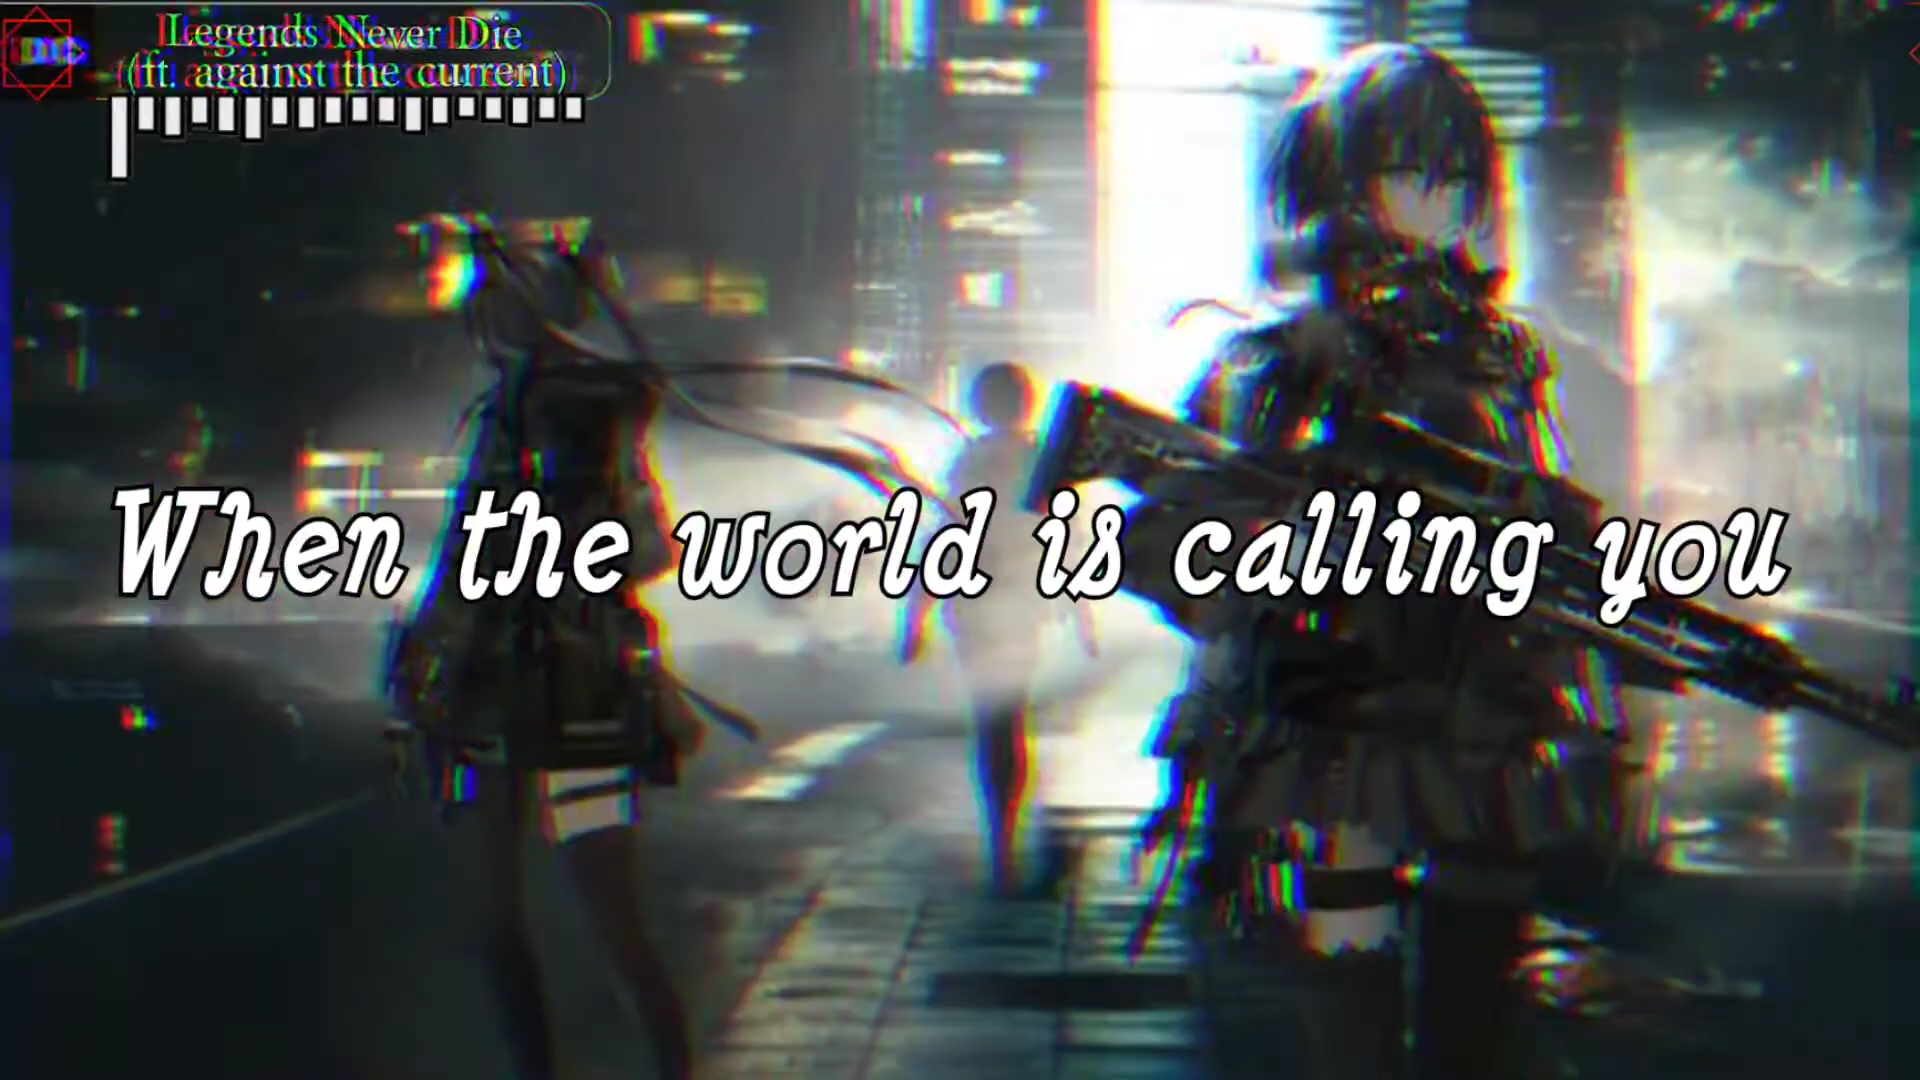 Legends Never Die
(ft. against the current)
When the world is calling you